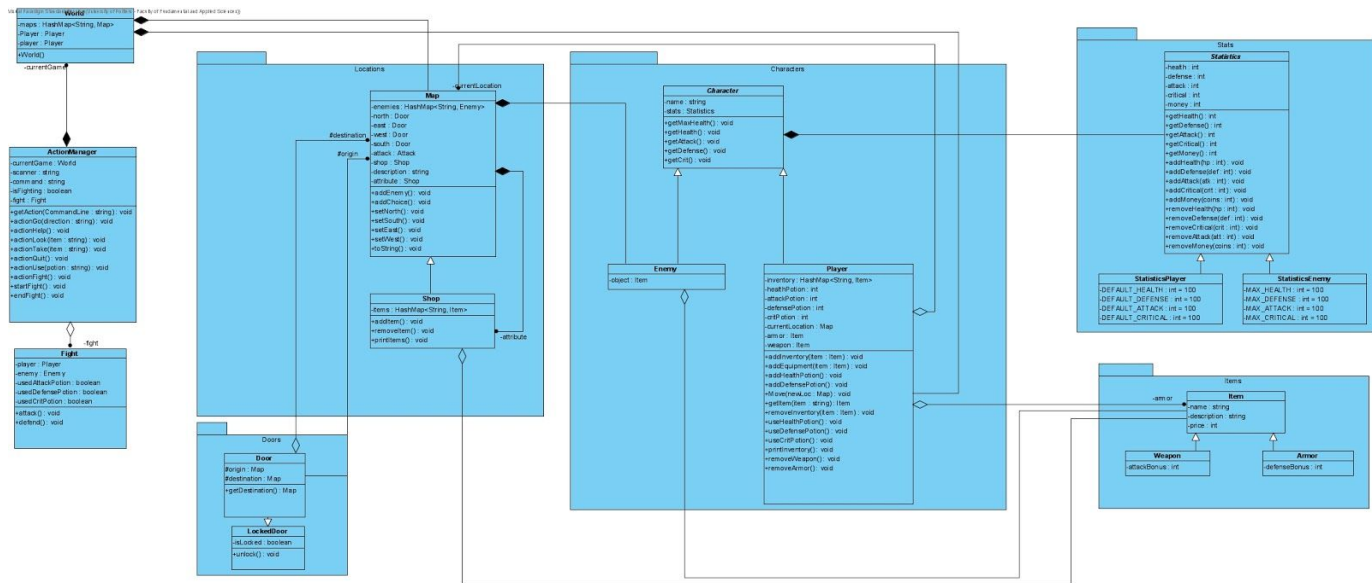 World
-maps : HashMap<String, Map>
-Player : Player
-player : Player
+World()
-currentGame
ActionManager
-currentGame : World
-scanner : string
-command : string
-isFighting : boolean
-fight : Fight
+getAction(CommandLine : string) : void
+actionGo(direction : string) : void
+actionHelp() : void
+actionLook(item : string) : void
+actionTake(item : string) : void
+actionQuit() : void
+actionUse(potion : string) : void
+actionFight() : void
+startFight() : void
+endFight() : void
-fight
Fight
-player : Player
-enemy : Enemy
-usedAttackPotion : boolean
-usedDefensePotion : boolean
-usedCritPotion : boolean
+attack() : void
+defend() : void
Locations
-currentLocation
Map
-enemies : HashMap<String, Enemy>
-north : Door
-east : Door
-west : Door
-south : Door
-attack : Attack
-shop : Shop
-description : string
-attribute : Shop
+addEnemy() : void
+addChoice() : void
+setNorth() : void
+setSouth() : void
+setEast() : void
+setWest() : void
+toString() : void
#destination
#origin
Shop
-items : HashMap<String, Item>
+addItem() : void
+removeItem() : void
+printItems() : void
-attribute
Doors
Door
#origin : Map
#destination : Map
+getDestination() : Map
LockedDoor
-isLocked : boolean
+unlock() : void
Characters
Character
-name : string
-stats : Statistics
+getMaxHealth() : void
+getHealth() : void
+getAttack() : void
+getDefense() : void
+getCrit() : void
Enemy
-object : Item
Player
-inventory : HashMap<String, Item>
-healthPotion : int
-attackPotion : int
-defensePotion : int
-critPotion : int
-currentLocation : Map
-armor : Item
-weapon : Item
+addInventory(item : Item) : void
+addEquipment(item : Item) : void
+addHealthPotion() : void
+addDefensePotion() : void
+Move(newLoc : Map) : void
+getItem(item : string) : Item
+removeInventory(item : Item) : void
+useHealthPotion() : void
+useDefensePotion() : void
+useCritPotion() : void
+printInventory() : void
+removeWeapon() : void
+removeArmor() : void
Stats
Statistics
-health : int
-defense : int
-attack : int
-critical : int
-money : int
+getHealth() : int
+getDefense() : int
+getAttack() : int
+getCritical() : int
+getMoney() : int
+addHealth(hp : int) : void
+addDefense(def : int) : void
+addAttack(atk : int) : void
+addCritical(crit : int) : void
+addMoney(coins : int) : void
+removeHealth(hp : int) : void
+removeDefense(def : int) : void
+removeCritical(crit : int) : void
+removeAttack(att : int) : void
+removeMoney(coins : int) : void
StatisticsPlayer
-DEFAULT_HEALTH : int = 100
-DEFAULT_DEFENSE : int = 100
-DEFAULT_ATTACK : int = 100
-DEFAULT_CRITICAL : int = 100
StatisticsEnemy
-MAX_HEALTH : int = 100
-MAX_DEFENSE : int = 100
-MAX_ATTACK : int = 100
-MAX_CRITICAL : int = 100
Items
-armor
Item
-name : string
-description : string
-price : int
Weapon
-attackBonus : int
Armor
-defenseBonus : int